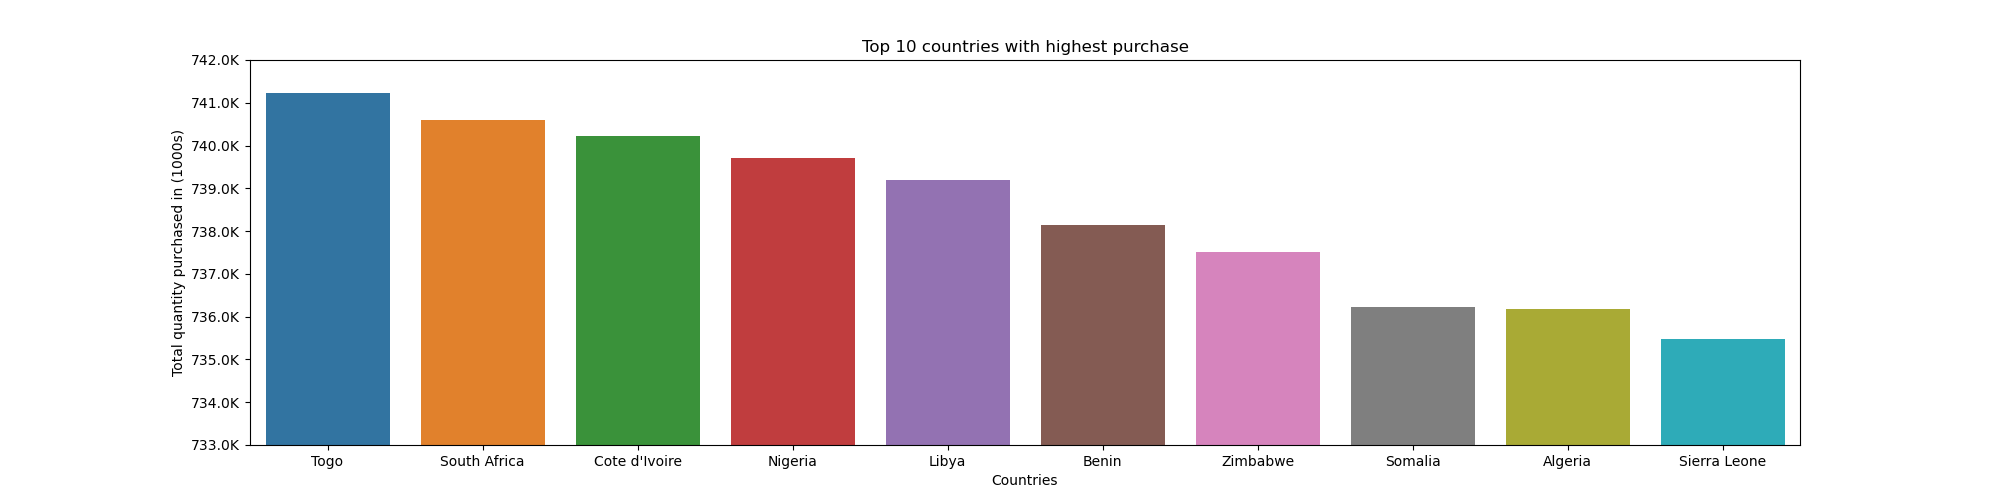 Top 10 countries with highest purchase
Total quantity purchased in (1000s)
742.0K
741.0K
740.0K
739.0K
738.0K
737.0K
736.0K
735.0K
734.0K
733.0K
Togo South Africa Cote d'Ivoire Nigeria Libya Benin Zimbabwe Somalia Algeria Sierra Leone
Countries